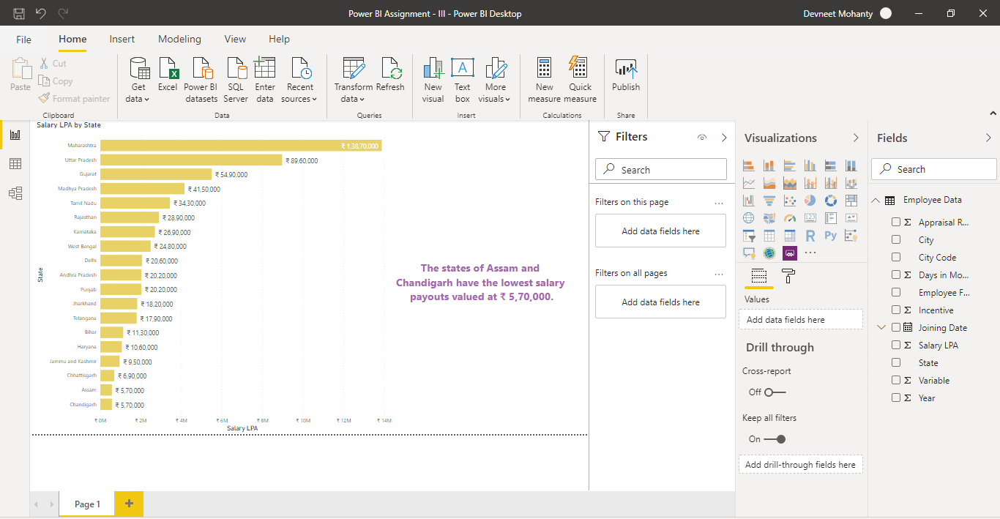 Power BI Assignment - III - Power BI Desktop
Devneet Mohanty
File Home Insert Modeling View Help
Paste
Cut
Copy
Format painter
Clipboard
Get data
Excel
Power BI datasets
SQL Server
Enter data
Recent sources
Data
Transform data
Refresh
Queries
New visual
Text box
More visuals
Insert
New measure
Quick measure
Calculations
Publish
Share
Salary LPA by State
State
Maharashtra ₹ 1,38,70,000
Uttar Pradesh ₹ 89,60,000
Gujarat ₹ 54,90,000
Madhya Pradesh ₹ 41,50,000
Tamil Nadu ₹ 34,30,000
Rajasthan ₹ 28,90,000
Karnataka ₹ 26,90,000
West Bengal ₹ 24,80,000
Delhi ₹ 20,60,000
Andhra Pradesh ₹ 20,20,000
Punjab ₹ 20,20,000
Jharkhand ₹ 18,20,000
Telangana ₹ 17,90,000
Bihar ₹ 11,30,000
Haryana ₹ 10,60,000
Jammu and Kashmir ₹ 9,50,000
Chhattisgarh ₹ 6,90,000
Assam ₹ 5,70,000
Chandigarh ₹ 5,70,000
₹ 0M ₹ 2M ₹ 4M ₹ 6M ₹ 8M ₹ 10M ₹ 12M ₹ 14M
Salary LPA
The states of Assam and
Chandigarh have the lowest salary
payouts valued at ₹ 5,70,000.
Page 1
Filters
Search
Filters on this page ...
Add data fields here
Filters on all pages ...
Add data fields here
Visualizations
123
R Py
...
Values
Add data fields here
Drill through
Cross-report
Off
Keep all filters
On
Add drill-through fields here
Fields
Search
Employee Data
Σ Appraisal R...
City
City Code
Σ Days in Mo...
Employee F...
Σ Incentive
Joining Date
Σ Salary LPA
State
Σ Variable
Σ Year